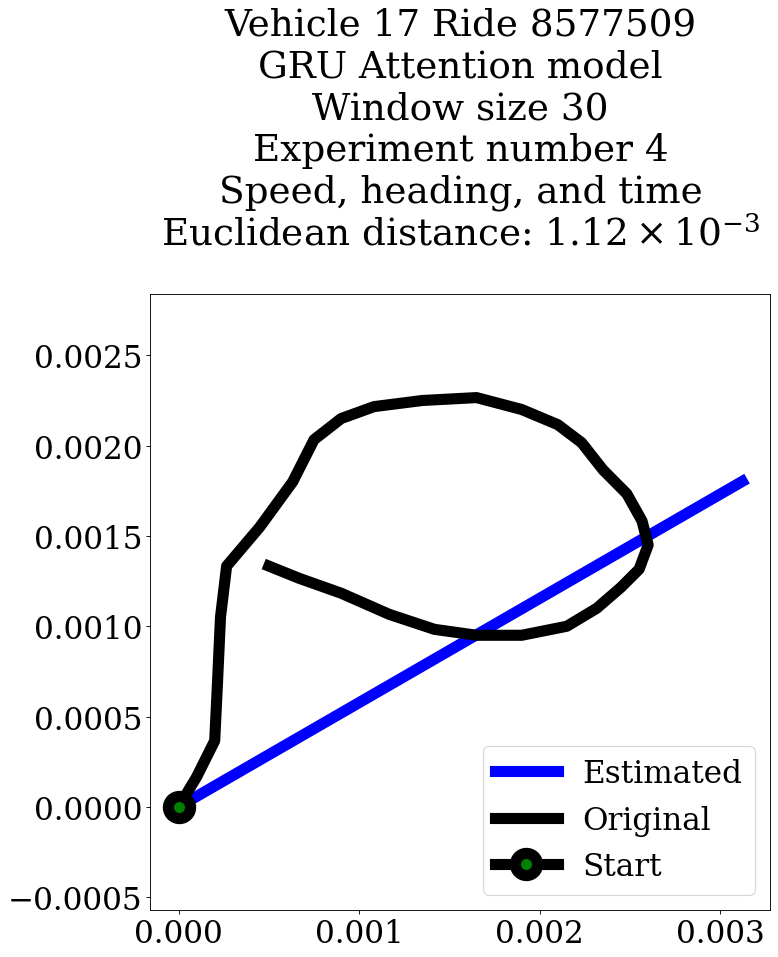 Vehicle 17 Ride 8577509
GRU Attention model
Window size 30
Experiment number 4
Speed, heading, and time
Euclidean distance: 1.12 × 10⁻³
0.0025
0.0020
0.0015
0.0010
0.0005
0.0000
−0.0005
Estimated
Original
Start
0.000 0.001 0.002 0.003